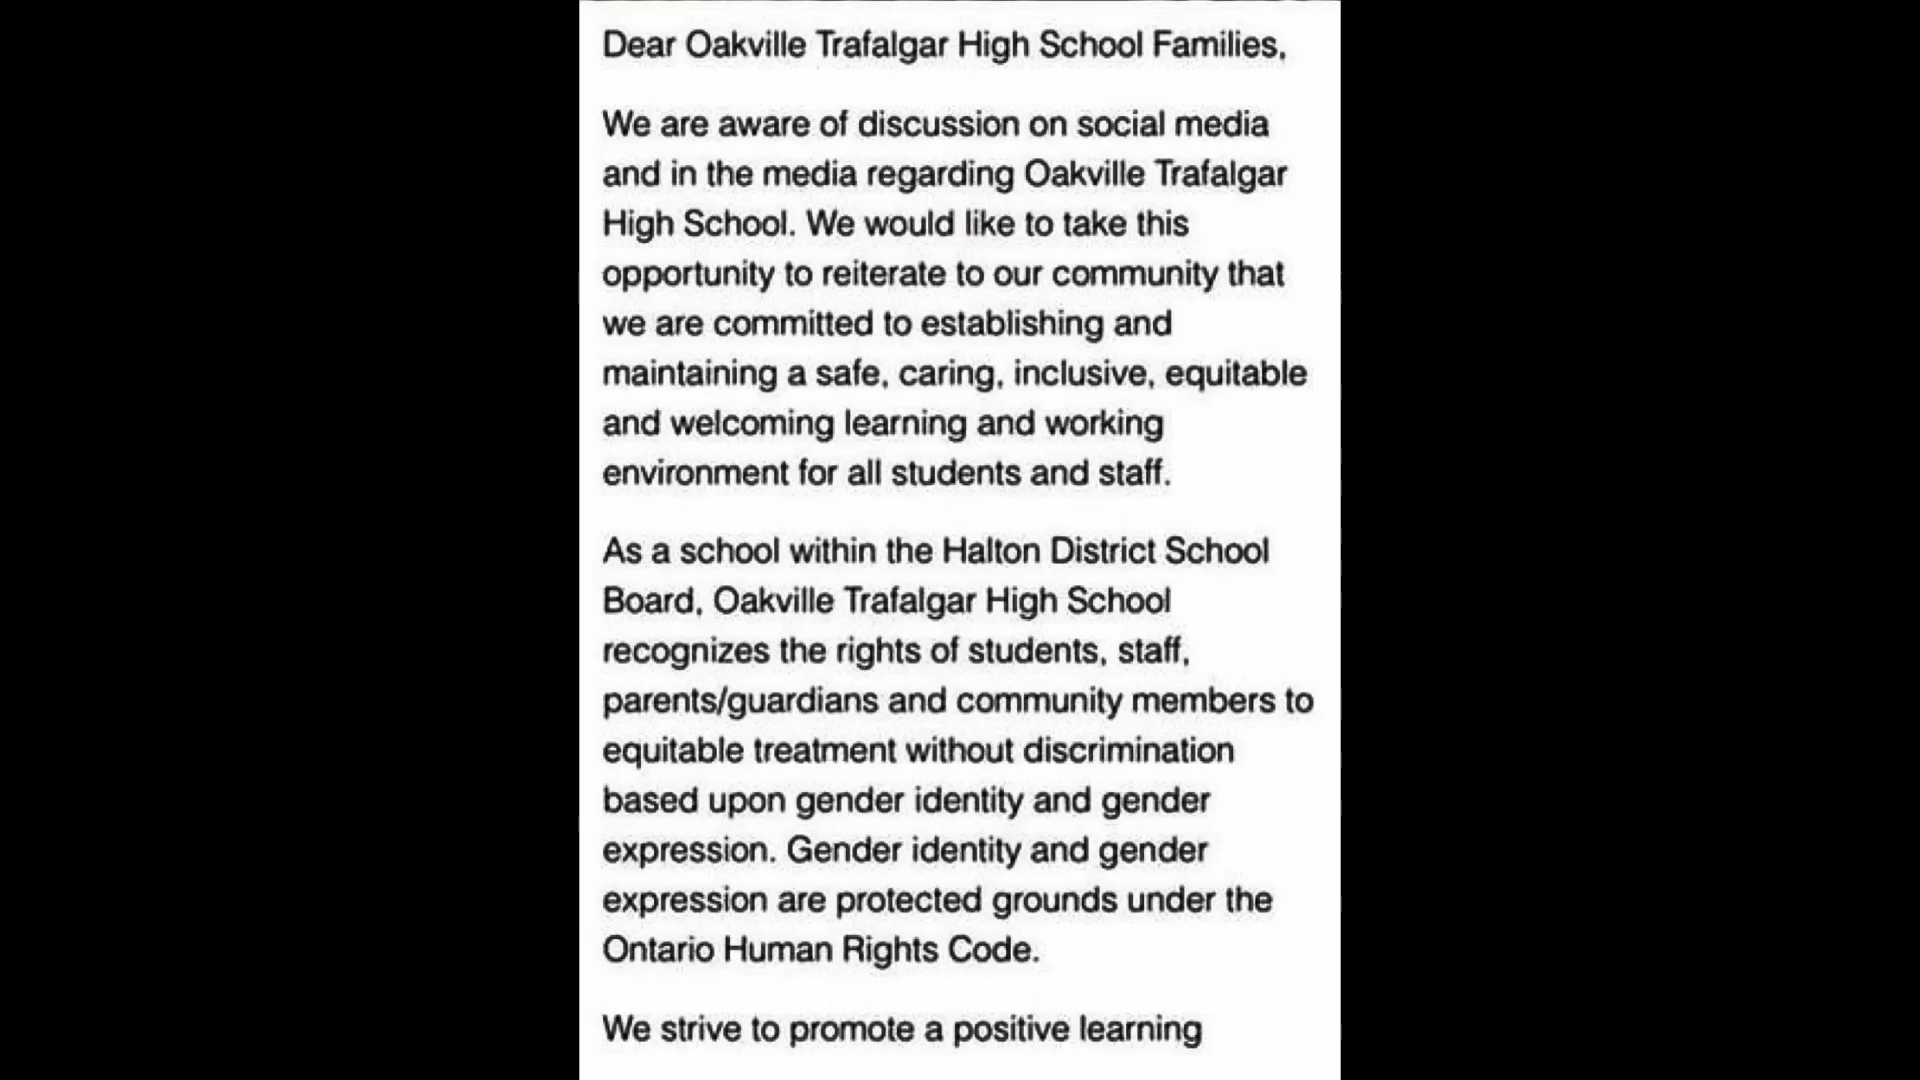 Dear Oakville Trafalgar High School Families,
We are aware of discussion on social media
and in the media regarding Oakville Trafalgar
High School. We would like to take this
opportunity to reiterate to our community that
we are committed to establishing and
maintaining a safe, caring, inclusive, equitable
and welcoming learning and working
environment for all students and staff.
As a school within the Halton District School
Board, Oakville Trafalgar High School
recognizes the rights of students, staff,
parents/guardians and community members to
equitable treatment without discrimination
based upon gender identity and gender
expression. Gender identity and gender
expression are protected grounds under the
Ontario Human Rights Code.
We strive to promote a positive learning